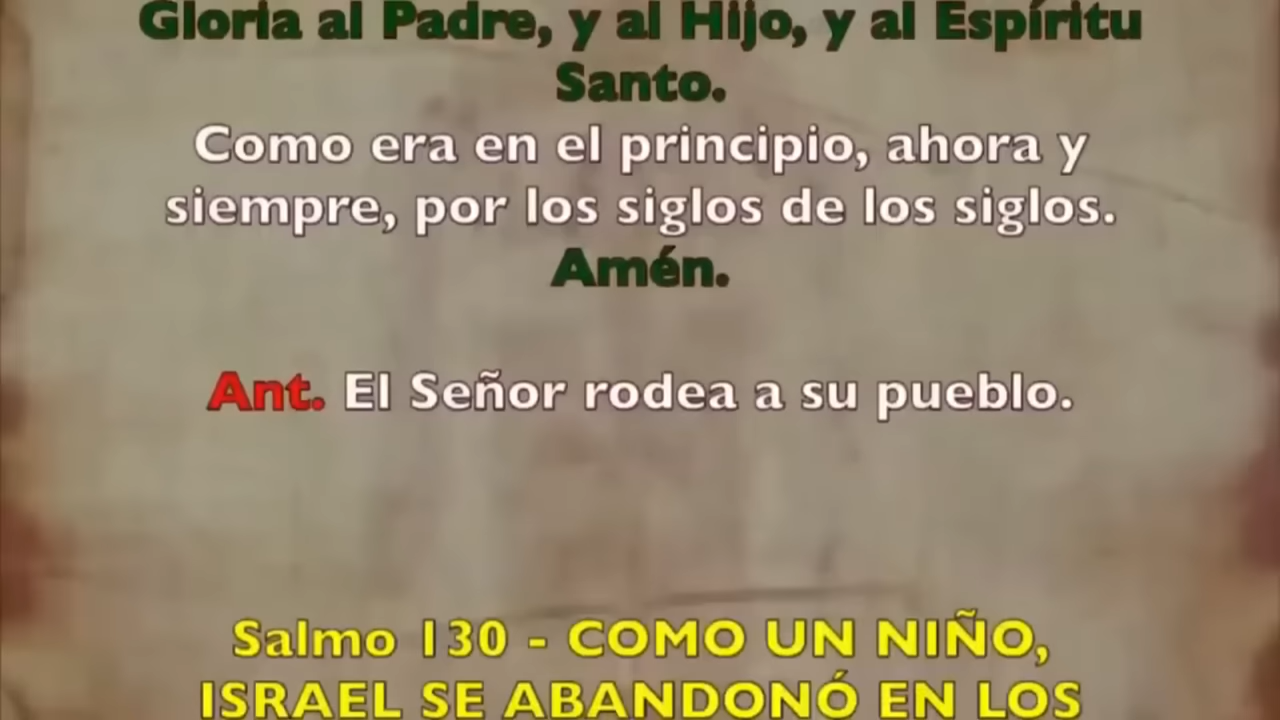 Gloria al Padre, y al Hijo, y al Espíritu
Santo.
Como era en el principio, ahora y
siempre, por los siglos de los siglos.
Amén.
Ant. El Señor rodea a su pueblo.
Salmo 130 - COMO UN NIÑO,
ISRAEL SE ABANDONÓ EN LOS